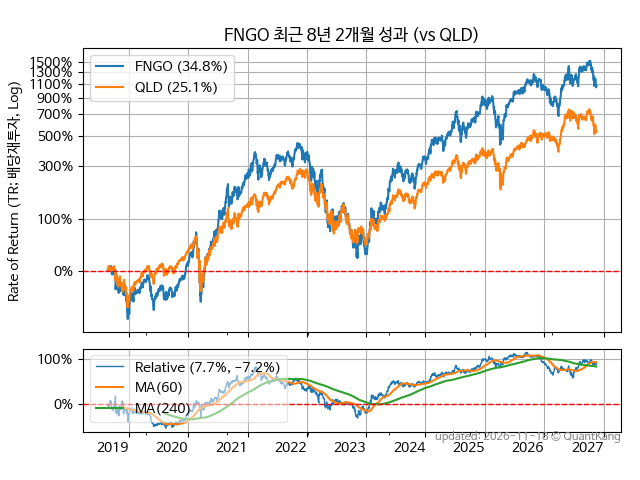 FNGO 최근 8년 2개월 성과 (vs QLD)
Rate of Return (TR; 배당재투자, Log)
1500%
1300%
1100%
900%
700%
500%
300%
100%
0%
FNGO (34.8%)
QLD (25.1%)
100%
0%
Relative (7.7%, −7.2%)
MA(60)
MA(240)
2019 2020 2021 2022 2023 2024 2025 2026 2027
updated: 2026-11-18 © QuantKang